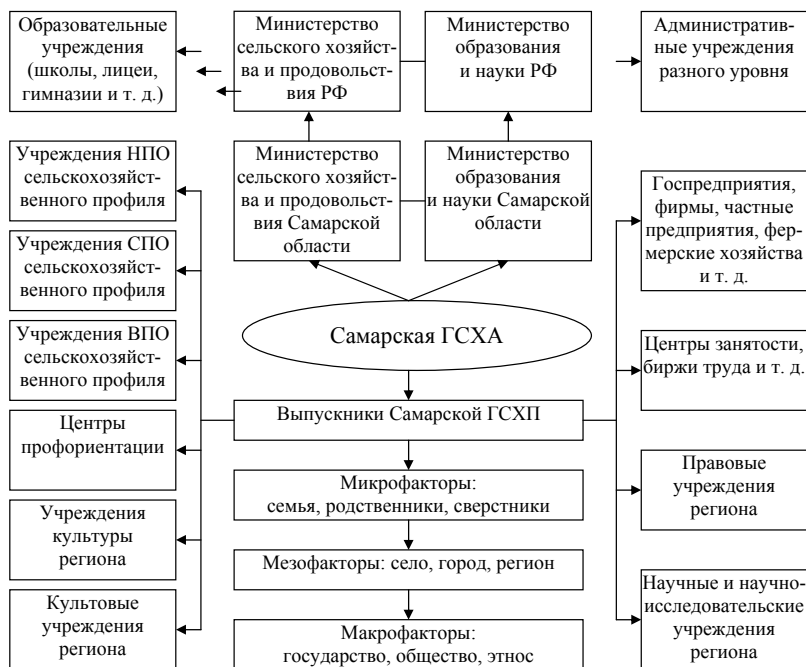 Образовательные
учреждения
(школы, лицеи,
гимназии и т. д.)
Министерство
сельского хозяйст-
ва и продовольст-
вия РФ
Министерство
образования
и науки РФ
Административ-
ные учреждения
разного уровня
Учреждения НПО
сельскохозяйст-
венного профиля
Министерство
сельского хозяйст-
ва и продовольст-
вия Самарской
области
Министерство
образования
и науки Самарской
области
Госпредприятия,
фирмы, частные
предприятия, фер-
мерские хозяйства
и т. д.
Учреждения СПО
сельскохозяйст-
венного профиля
Самарская ГСХА
Учреждения ВПО
сельскохозяйст-
венного профиля
Центры занятости,
биржи труда и т. д.
Выпускники Самарской ГСХП
Центры
профориентации
Микрофакторы:
семья, родственники, сверстники
Правовые
учреждения
региона
Учреждения
культуры
региона
Мезофакторы: село, город, регион
Культовые
учреждения
региона
Макрофакторы:
государство, общество, этнос
Научные и научно-
исследовательские
учреждения
региона